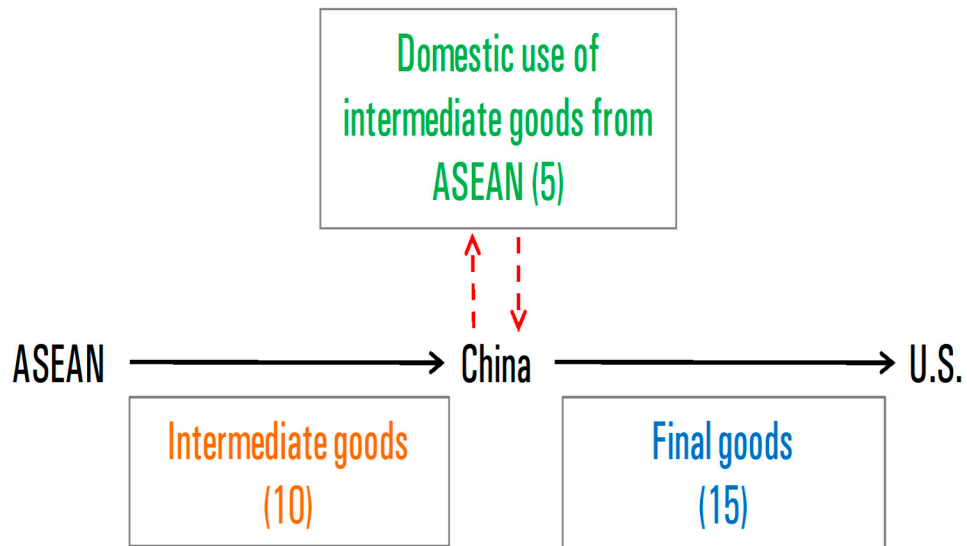 Domestic use of
intermediate goods from
ASEAN (5)
ASEAN
China
U.S.
Intermediate goods
(10)
Final goods
(15)